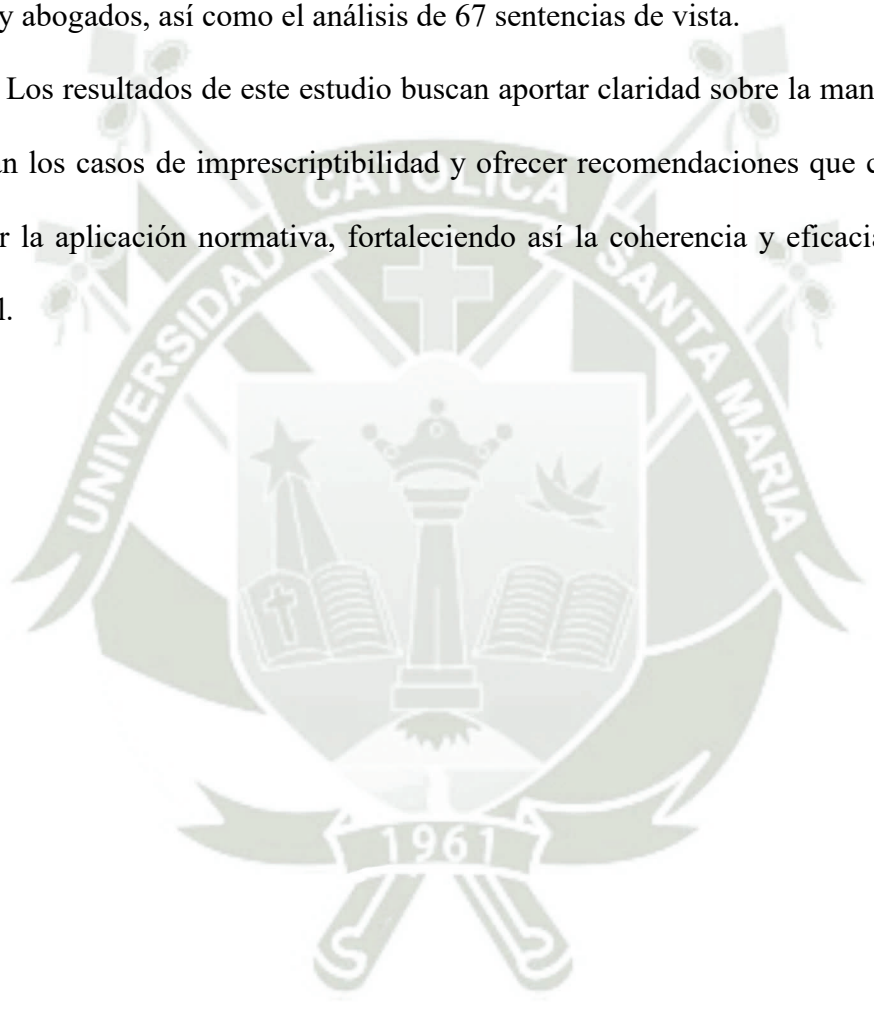 y abogados, así como el análisis de 67 sentencias de vista.
Los resultados de este estudio buscan aportar claridad sobre la man
n los casos de imprescriptibilidad y ofrecer recomendaciones que c
r la aplicación normativa, fortaleciendo así la coherencia y eficacia
l.
UNIVERSIDAD CATOLICA SANTA MARIA
1961